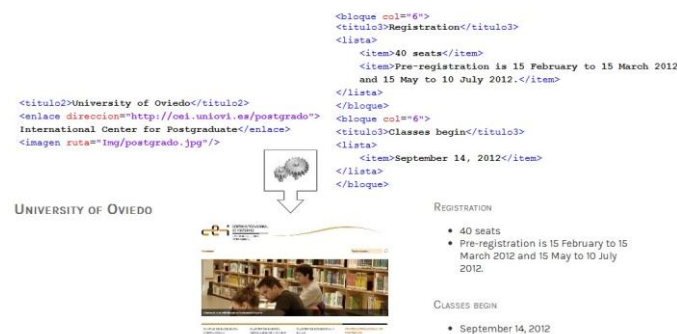 <bloque col="6">
<titulo3>Registration</titulo3>
<lista>
<item>40 seats</item>
<item>Pre-registration is 15 February to 15 March 2012
and 15 May to 10 July 2012.</item>
</lista>
</bloque>
<bloque col="6">
<titulo3>Classes begin</titulo3>
<lista>
<item>September 14, 2012</item>
</lista>
</bloque>
<titulo2>University of Oviedo</titulo2>
<enlace direccion="http://cei.uniovi.es/postgrado">
International Center for Postgraduate</enlace>
<imagen ruta="Img/postgrado.jpg"/>
UNIVERSITY OF OVIEDO
REGISTRATION
40 seats
Pre-registration is 15 February to 15
March 2012 and 15 May to 10 July
2012.
CLASSES BEGIN
September 14, 2012